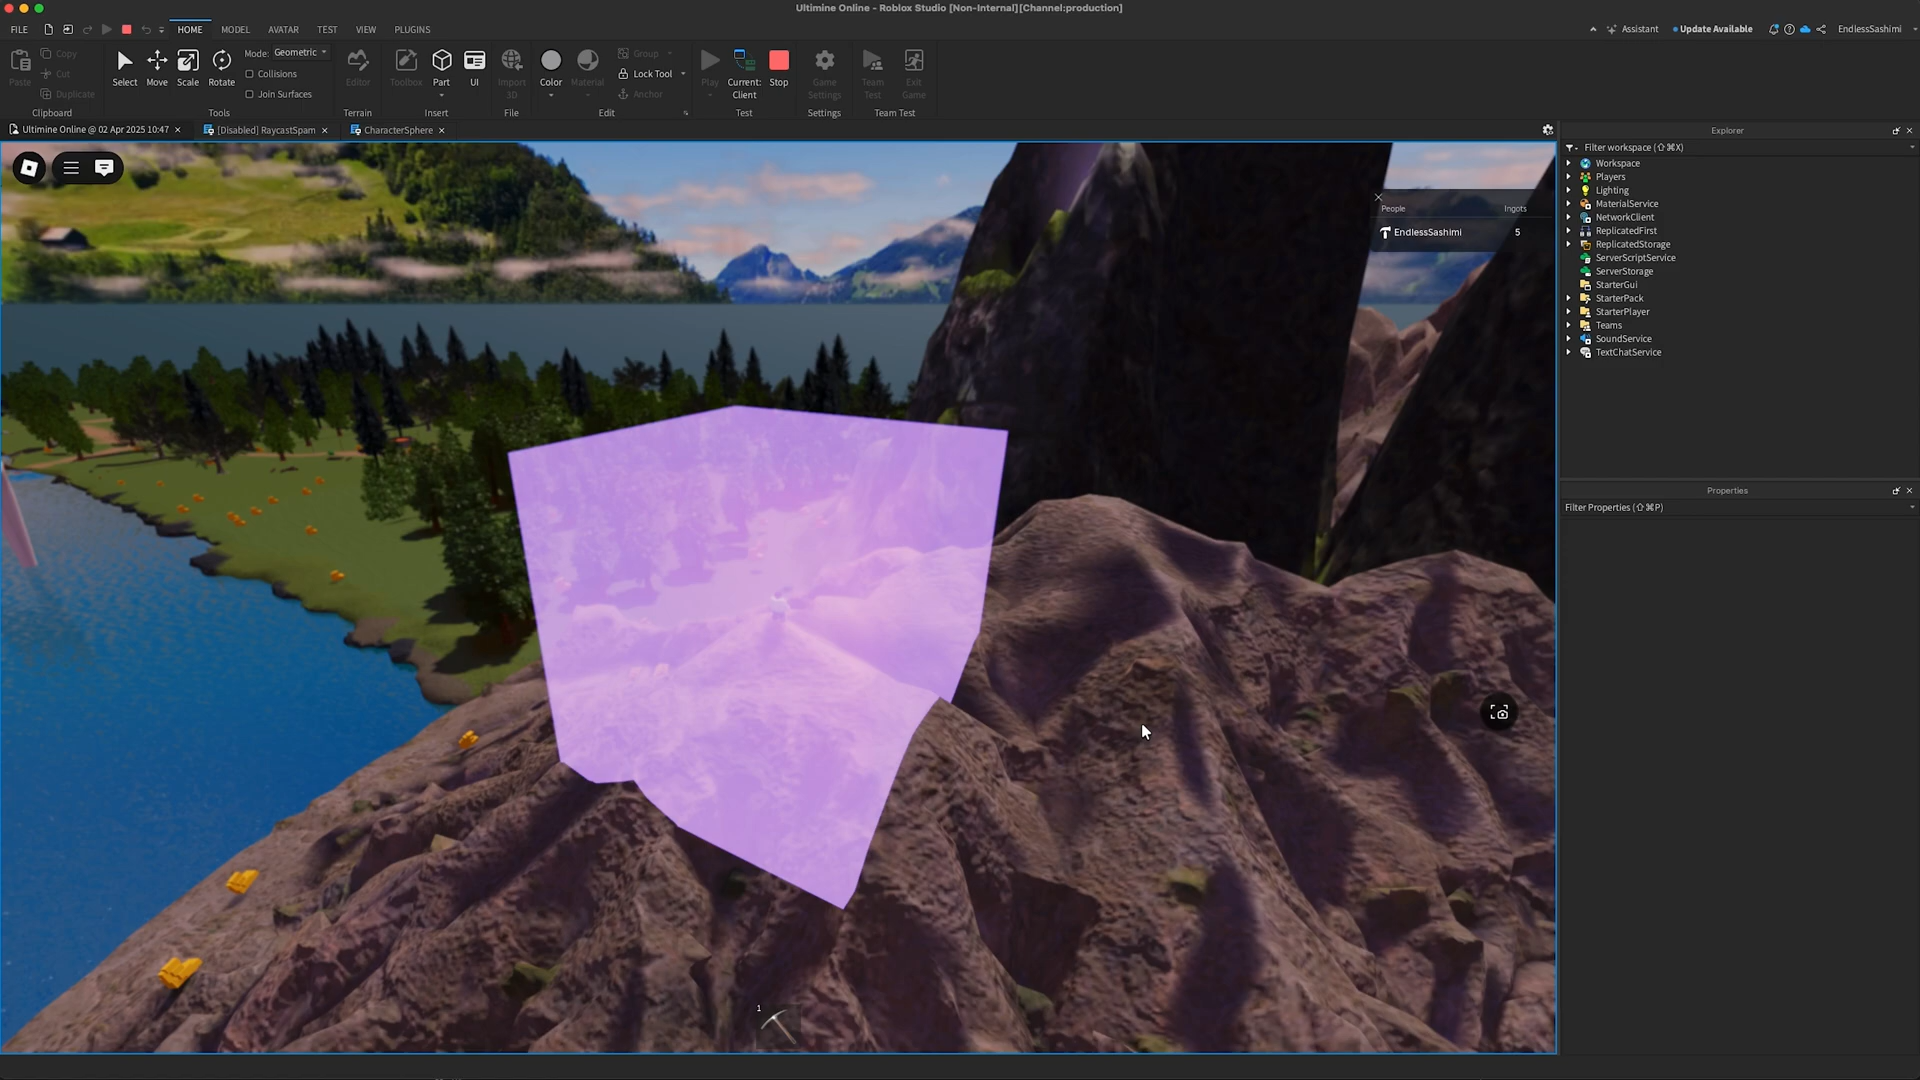 Ultimine Online - Roblox Studio [Non-Internal][Channel:production]
FILE HOME MODEL AVATAR TEST VIEW PLUGINS
Assistant Update Available EndlessSashimi
Paste Copy
Cut
Duplicate
Clipboard
Select Move Scale Rotate
Mode: Geometric
Collisions
Join Surfaces
Tools
Editor
Terrain
Toolbox Part UI
Insert
Import 3D
File
Color Material
Group
Lock Tool
Anchor
Edit
Play
Current: Client
Stop
Test
Game Settings
Settings
Team Test
Exit Game
Team Test
Ultimine Online @ 02 Apr 2025 10:47 [Disabled] RaycastSpam CharacterSphere
People Ingots
EndlessSashimi 5
1
Explorer
Filter workspace (⇧⌘X)
Workspace
Players
Lighting
MaterialService
NetworkClient
ReplicatedFirst
ReplicatedStorage
ServerScriptService
ServerStorage
StarterGui
StarterPack
StarterPlayer
Teams
SoundService
TextChatService
Properties
Filter Properties (⇧⌘P)